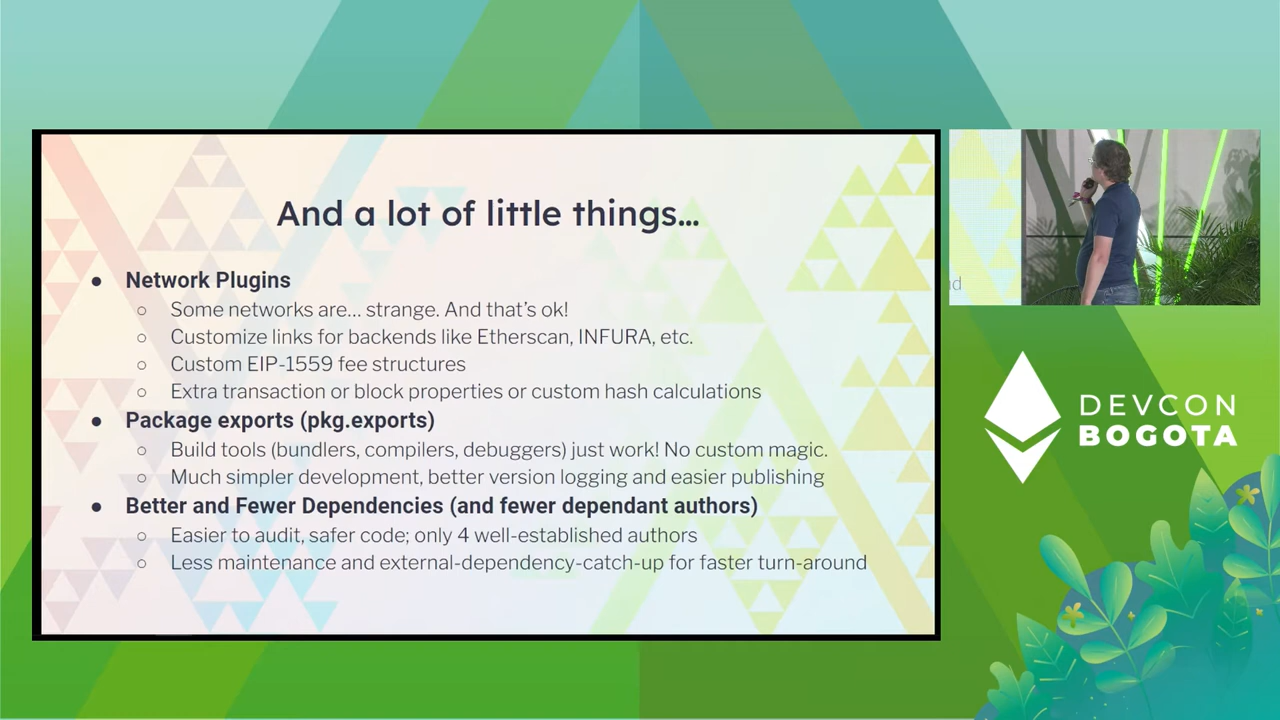 And a lot of little things...
● Network Plugins
○ Some networks are... strange. And that's ok!
○ Customize links for backends like Etherscan, INFURA, etc.
○ Custom EIP-1559 fee structures
○ Extra transaction or block properties or custom hash calculations
● Package exports (pkg.exports)
○ Build tools (bundlers, compilers, debuggers) just work! No custom magic.
○ Much simpler development, better version logging and easier publishing
● Better and Fewer Dependencies (and fewer dependant authors)
○ Easier to audit, safer code; only 4 well-established authors
○ Less maintenance and external-dependency-catch-up for faster turn-around
DEVCON
BOGOTA